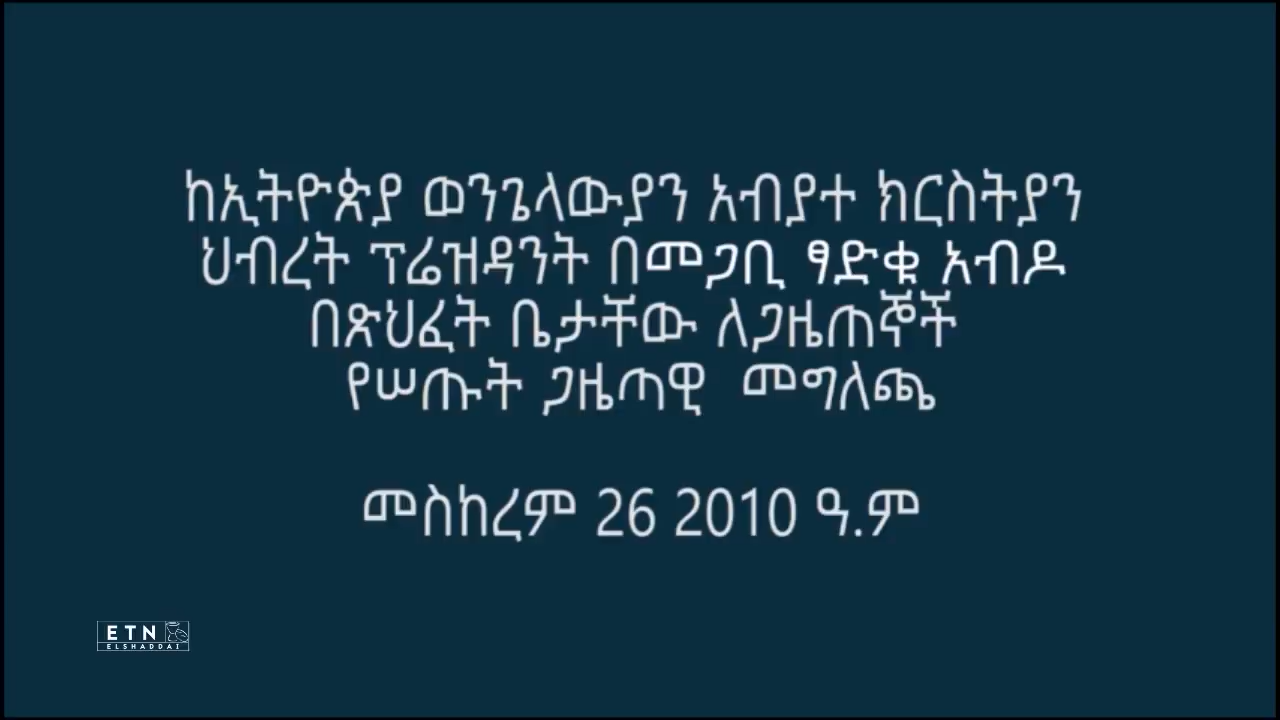 ከኢትዮጵያ ወንጌላውያን አብያተ ክርስትያን
ህብረት ፕሬዝዳንት በመጋቢ ፃድቁ አብዶ
በጽህፈት ቤታቸው ለጋዜጠኞች
የሠጡት ጋዜጣዊ መግለጫ
መስከረም 26 2010 ዓ.ም
ETN
ELSHADDAI